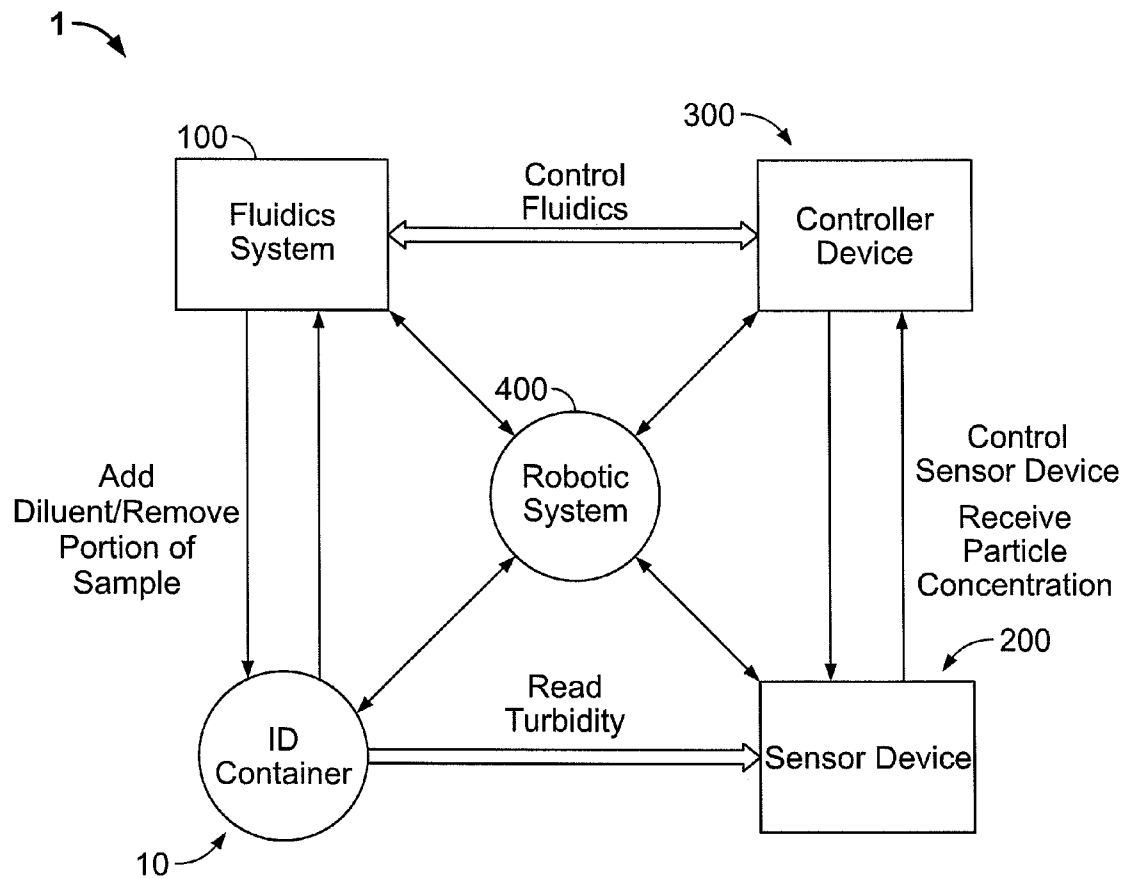 1
100
300
Control
Fluidics
Fluidics
System
Controller
Device
400
Robotic
System
Add
Diluent/Remove
Portion of
Sample
Control
Sensor Device
Receive
Particle
Concentration
200
Read
Turbidity
ID
Container
Sensor Device
10